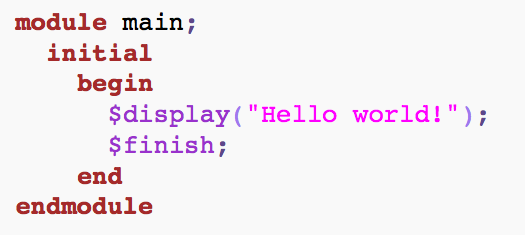 module main;
  initial
    begin
      $display("Hello world!");
      $finish;
    end
endmodule